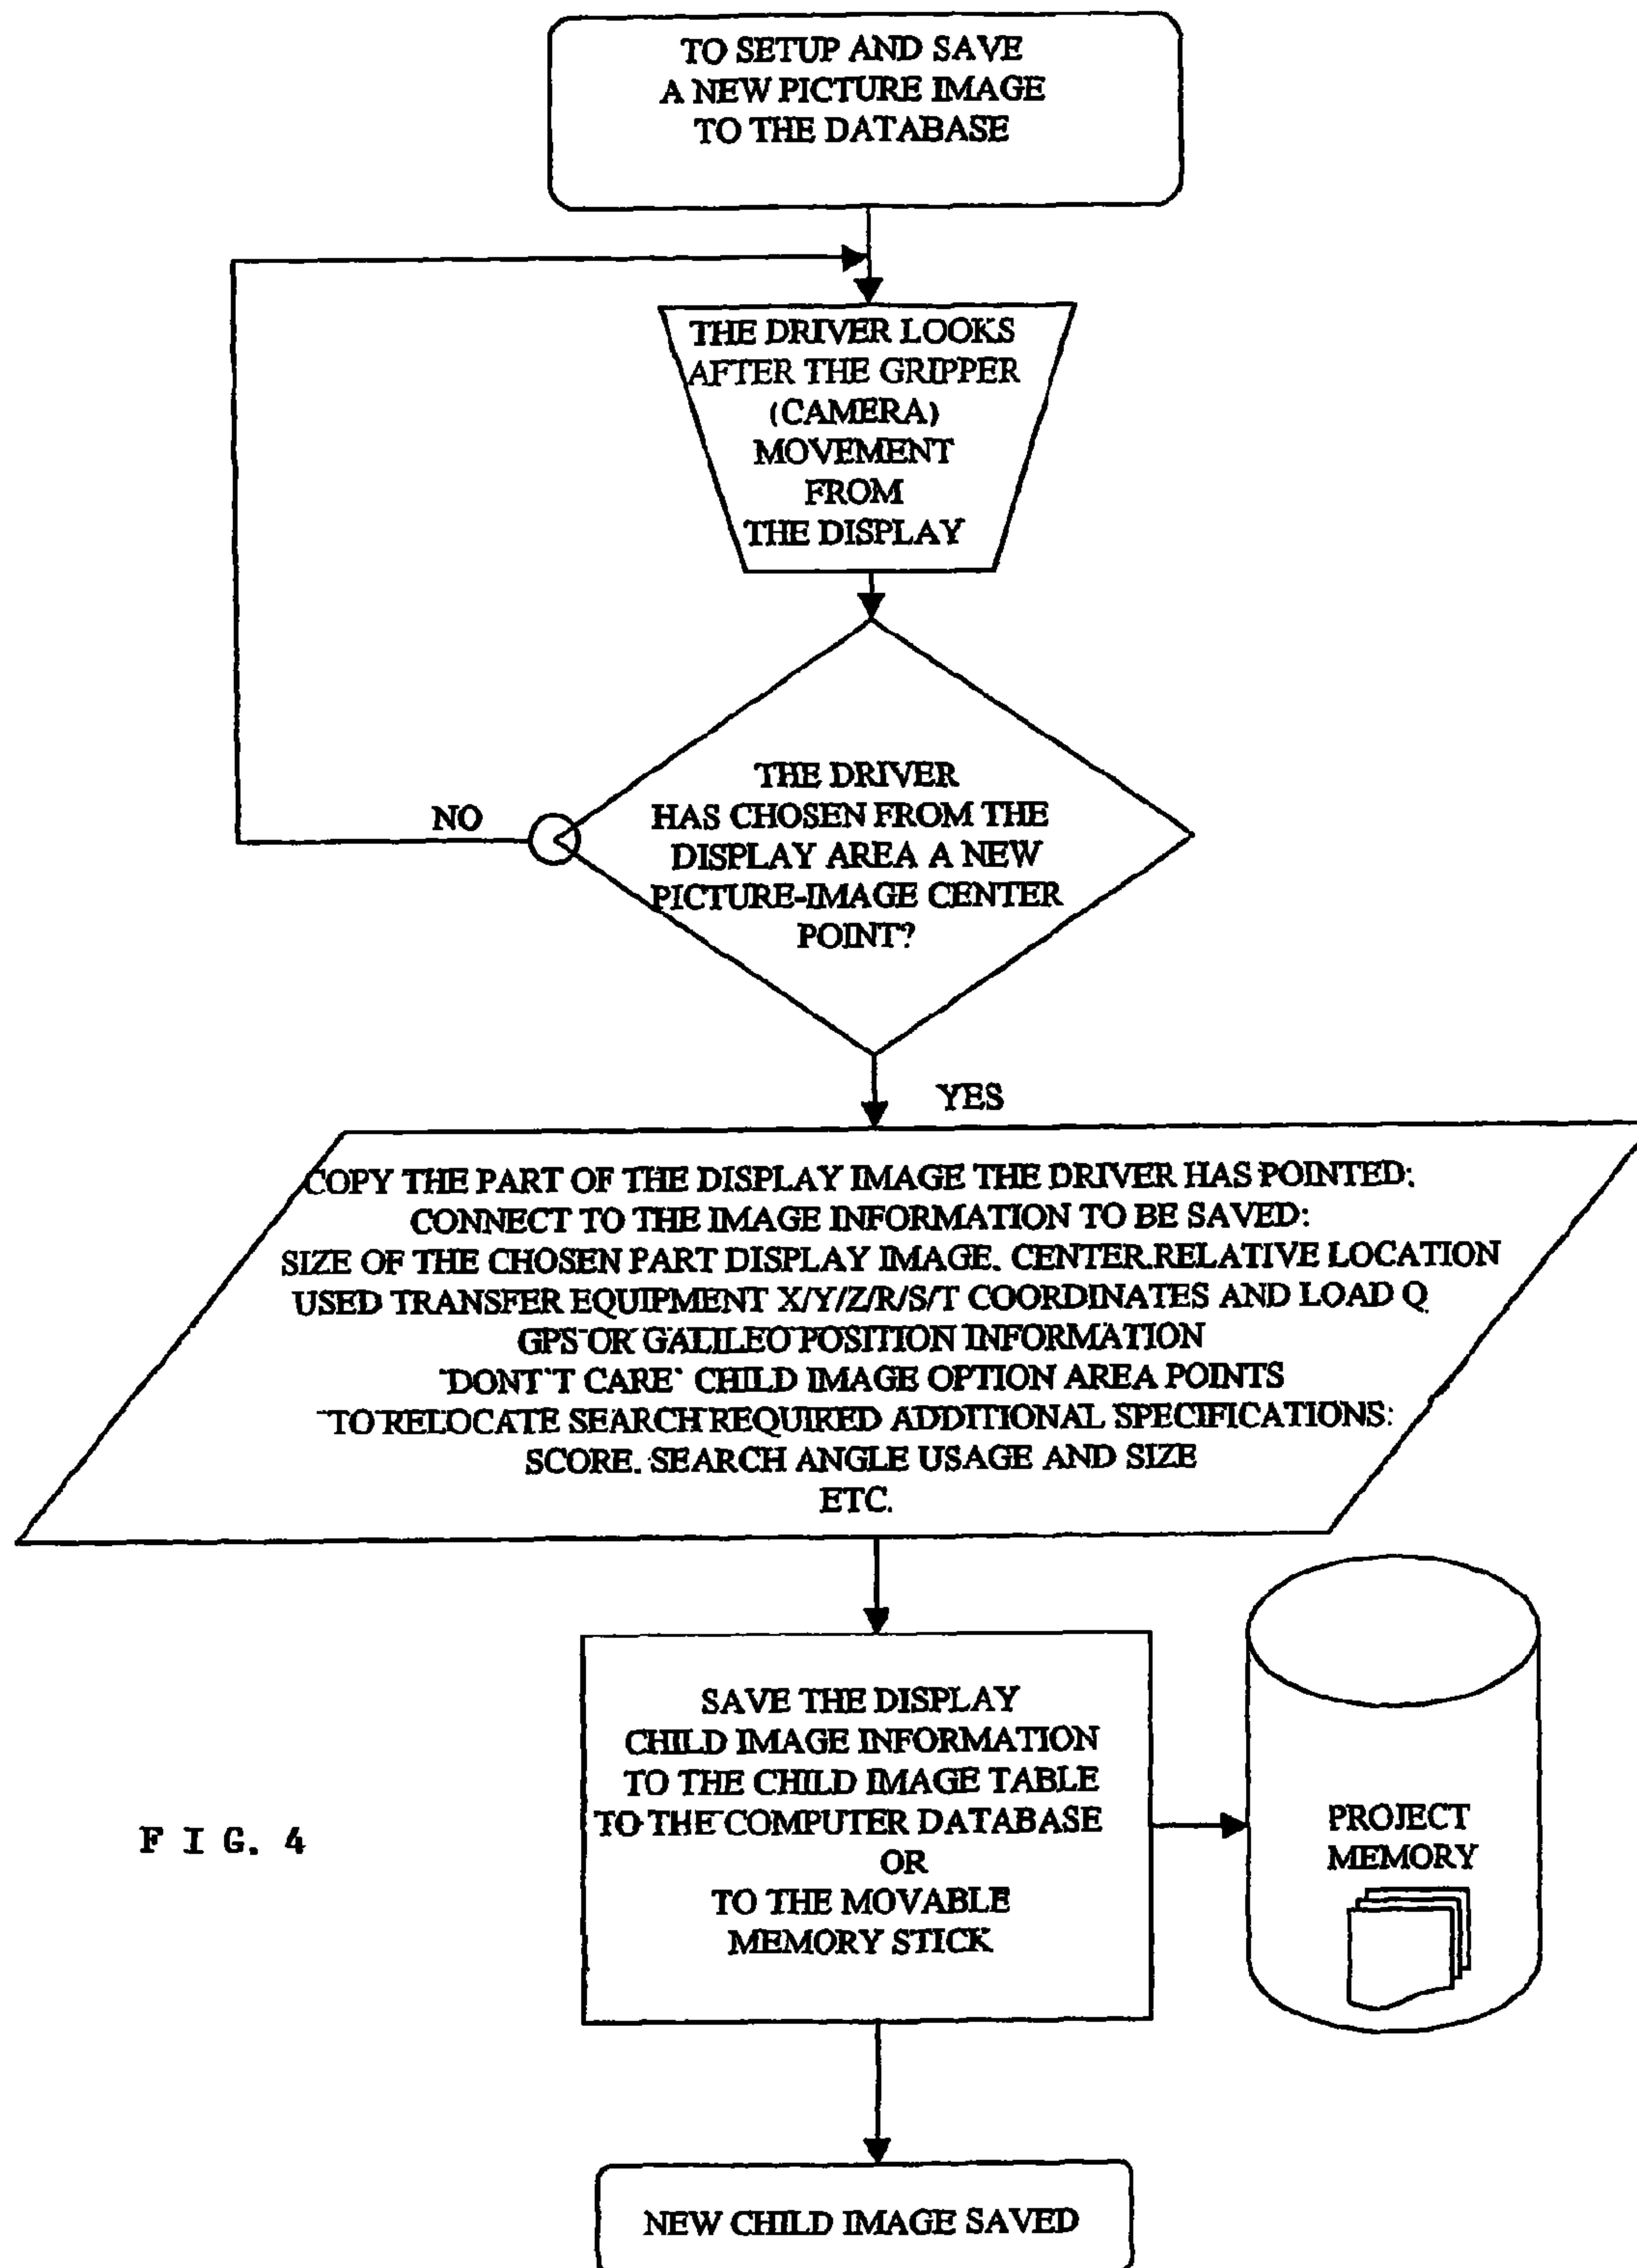 TO SETUP AND SAVE
A NEW PICTURE IMAGE
TO THE DATABASE
THE DRIVER LOOKS
AFTER THE GRIPPER
(CAMERA)
MOVEMENT
FROM
THE DISPLAY
THE DRIVER
HAS CHOSEN FROM THE
DISPLAY AREA A NEW
PICTURE-IMAGE CENTER
POINT?
NO
YES
COPY THE PART OF THE DISPLAY IMAGE THE DRIVER HAS POINTED:
CONNECT TO THE IMAGE INFORMATION TO BE SAVED:
SIZE OF THE CHOSEN PART DISPLAY IMAGE. CENTER RELATIVE LOCATION
USED TRANSFER EQUIPMENT X/Y/Z/R/S/T COORDINATES AND LOAD Q
GPS OR GALILEO POSITION INFORMATION
"DONT'T CARE" CHILD IMAGE OPTION AREA POINTS
TO RELOCATE SEARCH REQUIRED ADDITIONAL SPECIFICATIONS:
SCORE. SEARCH ANGLE USAGE AND SIZE
ETC.
SAVE THE DISPLAY
CHILD IMAGE INFORMATION
TO THE CHILD IMAGE TABLE
TO THE COMPUTER DATABASE
OR
TO THE MOVABLE
MEMORY STICK
PROJECT
MEMORY
FIG. 4
NEW CHILD IMAGE SAVED